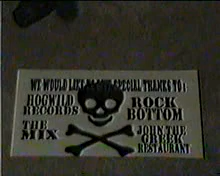 WE WOULD LIKE TO GIVE SPECIAL THANKS TO:
HOGWILD RECORDS
ROCK BOTTOM
THE MIX
JOHN THE GREEK RESTAURANT